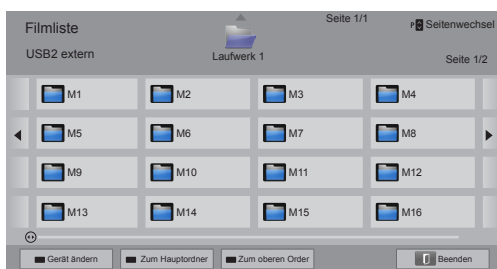 Filmliste
Seite 1/1
P Seitenwechsel
USB2 extern
Laufwerk 1
Seite 1/2
M1 M2 M3 M4
M5 M6 M7 M8
M9 M10 M11 M12
M13 M14 M15 M16
Gerät ändern Zum Hauptordner Zum oberen Order Beenden